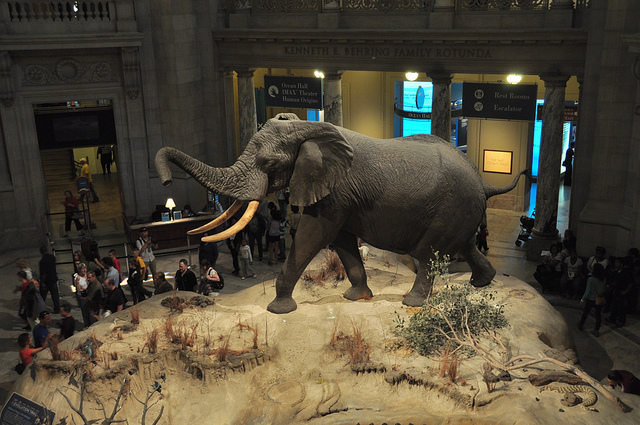 KENNETH E. BEHRING FAMILY ROTUNDA
Ocean Hall
IMAX Theater
Human Origins
Rest Rooms
Escalator